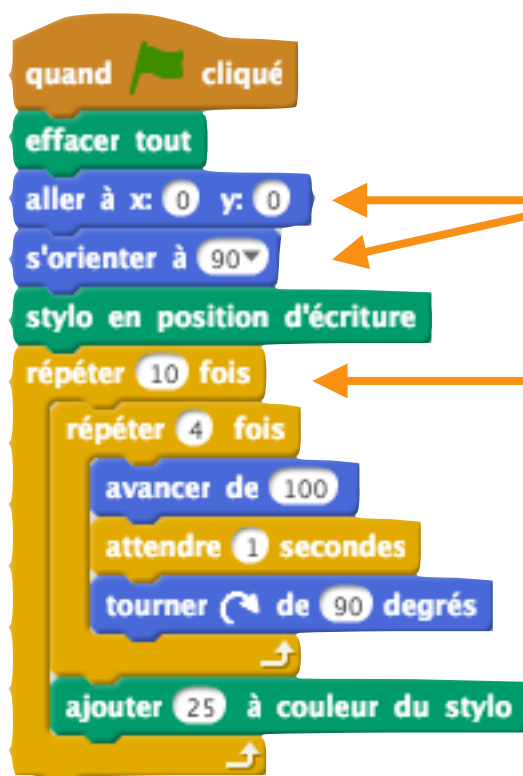 quand cliqué
effacer tout
aller à x: 0 y: 0
s'orienter à 90
stylo en position d'écriture
répéter 10 fois
répéter 4 fois
avancer de 100
attendre 1 secondes
tourner de 90 degrés
ajouter 25 à couleur du stylo